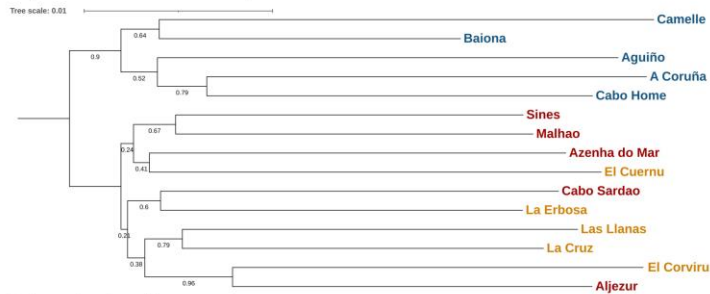 Tree scale: 0.01
Camelle
0.64
Baiona
0.9
Aguiño
0.52
A Coruña
0.79
Cabo Home
Sines
0.67
Malhao
0.24
Azenha do Mar
0.41
El Cuernu
Cabo Sardao
0.6
La Erbosa
0.21
Las Llanas
0.79
La Cruz
0.38
El Corviru
0.96
Aljezur